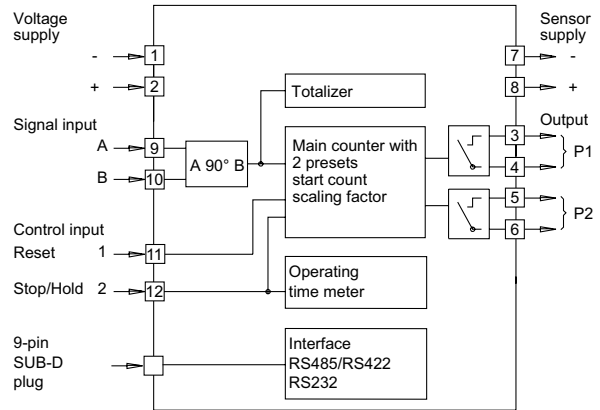 Voltage
supply
- 1
+ 2
Signal input
A 9
B 10
A 90° B
Control input
Reset 1 11
Stop/Hold 2 12
9-pin
SUB-D
plug
Totalizer
Main counter with
2 presets
start count
scaling factor
Operating
time meter
Interface
RS485/RS422
RS232
Sensor
supply
7 -
8 +
Output
3
4
P1
5
6
P2